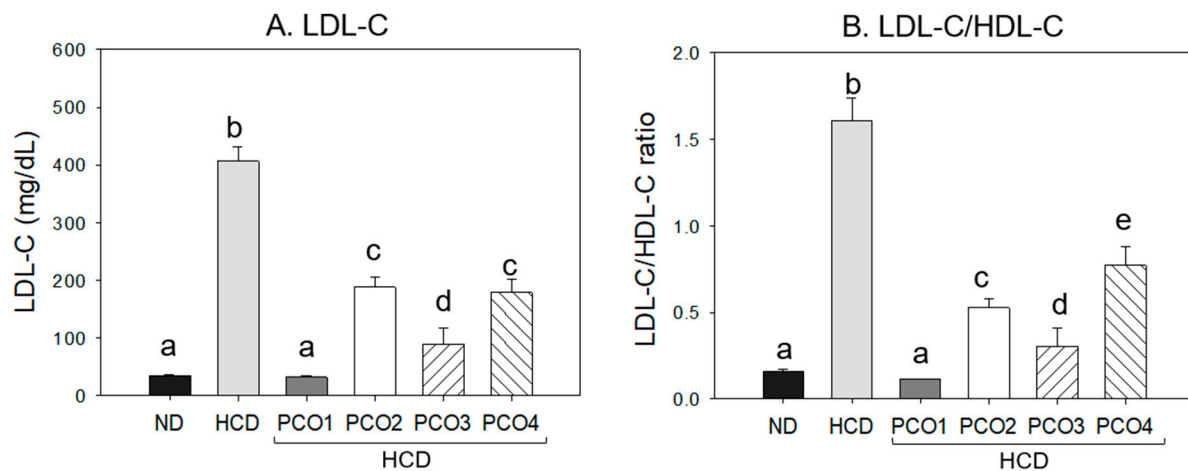 A. LDL-C
LDL-C (mg/dL)
600
500
400
300
200
100
0
a
b
a
c
d
c
ND HCD PCO1 PCO2 PCO3 PCO4
HCD
B. LDL-C/HDL-C
LDL-C/HDL-C ratio
2.0
1.5
1.0
0.5
0.0
a
b
a
c
d
e
ND HCD PCO1 PCO2 PCO3 PCO4
HCD